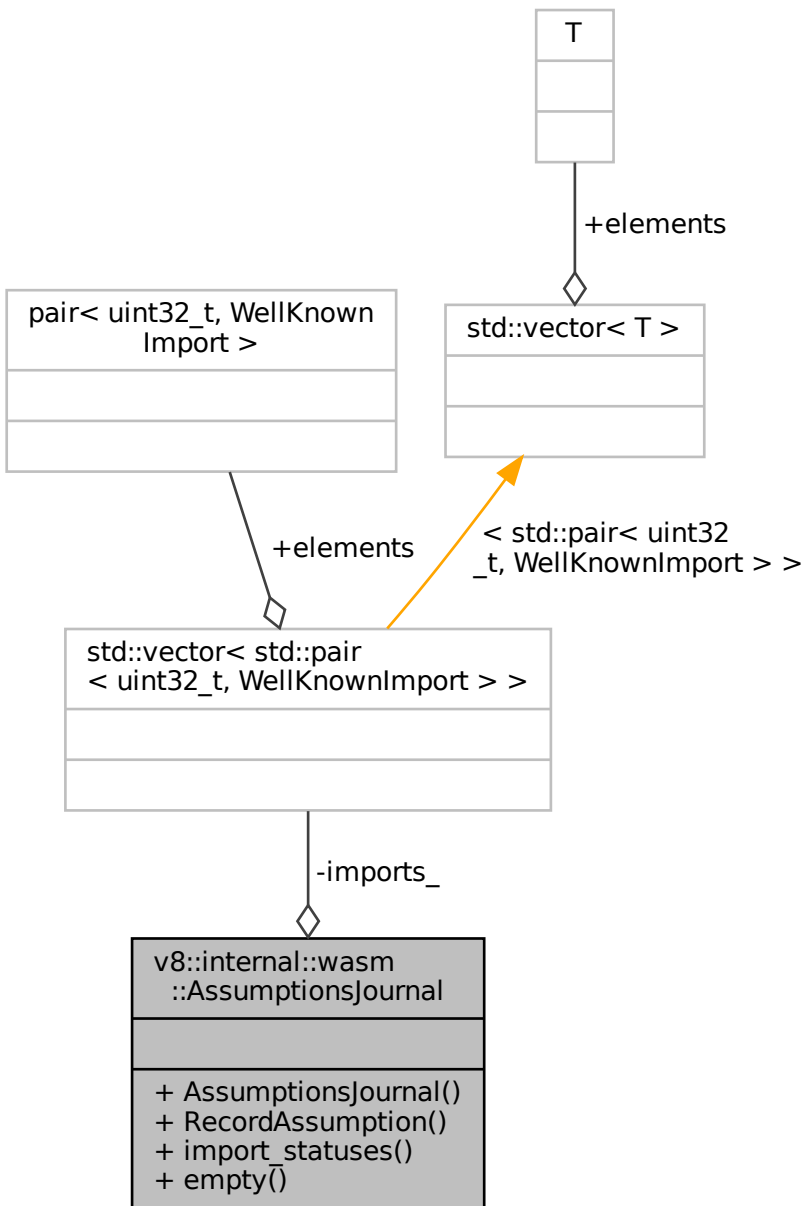 T
+elements
pair< uint32_t, WellKnown
Import >
std::vector< T >
+elements
< std::pair< uint32
_t, WellKnownImport > >
std::vector< std::pair
< uint32_t, WellKnownImport > >
-imports_
v8::internal::wasm
::AssumptionsJournal
+ AssumptionsJournal()
+ RecordAssumption()
+ import_statuses()
+ empty()